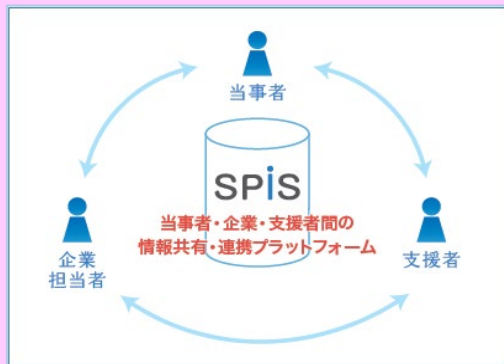 当事者
SPiS
当事者・企業・支援者間の
情報共有・連携プラットフォーム
企業
担当者
支援者